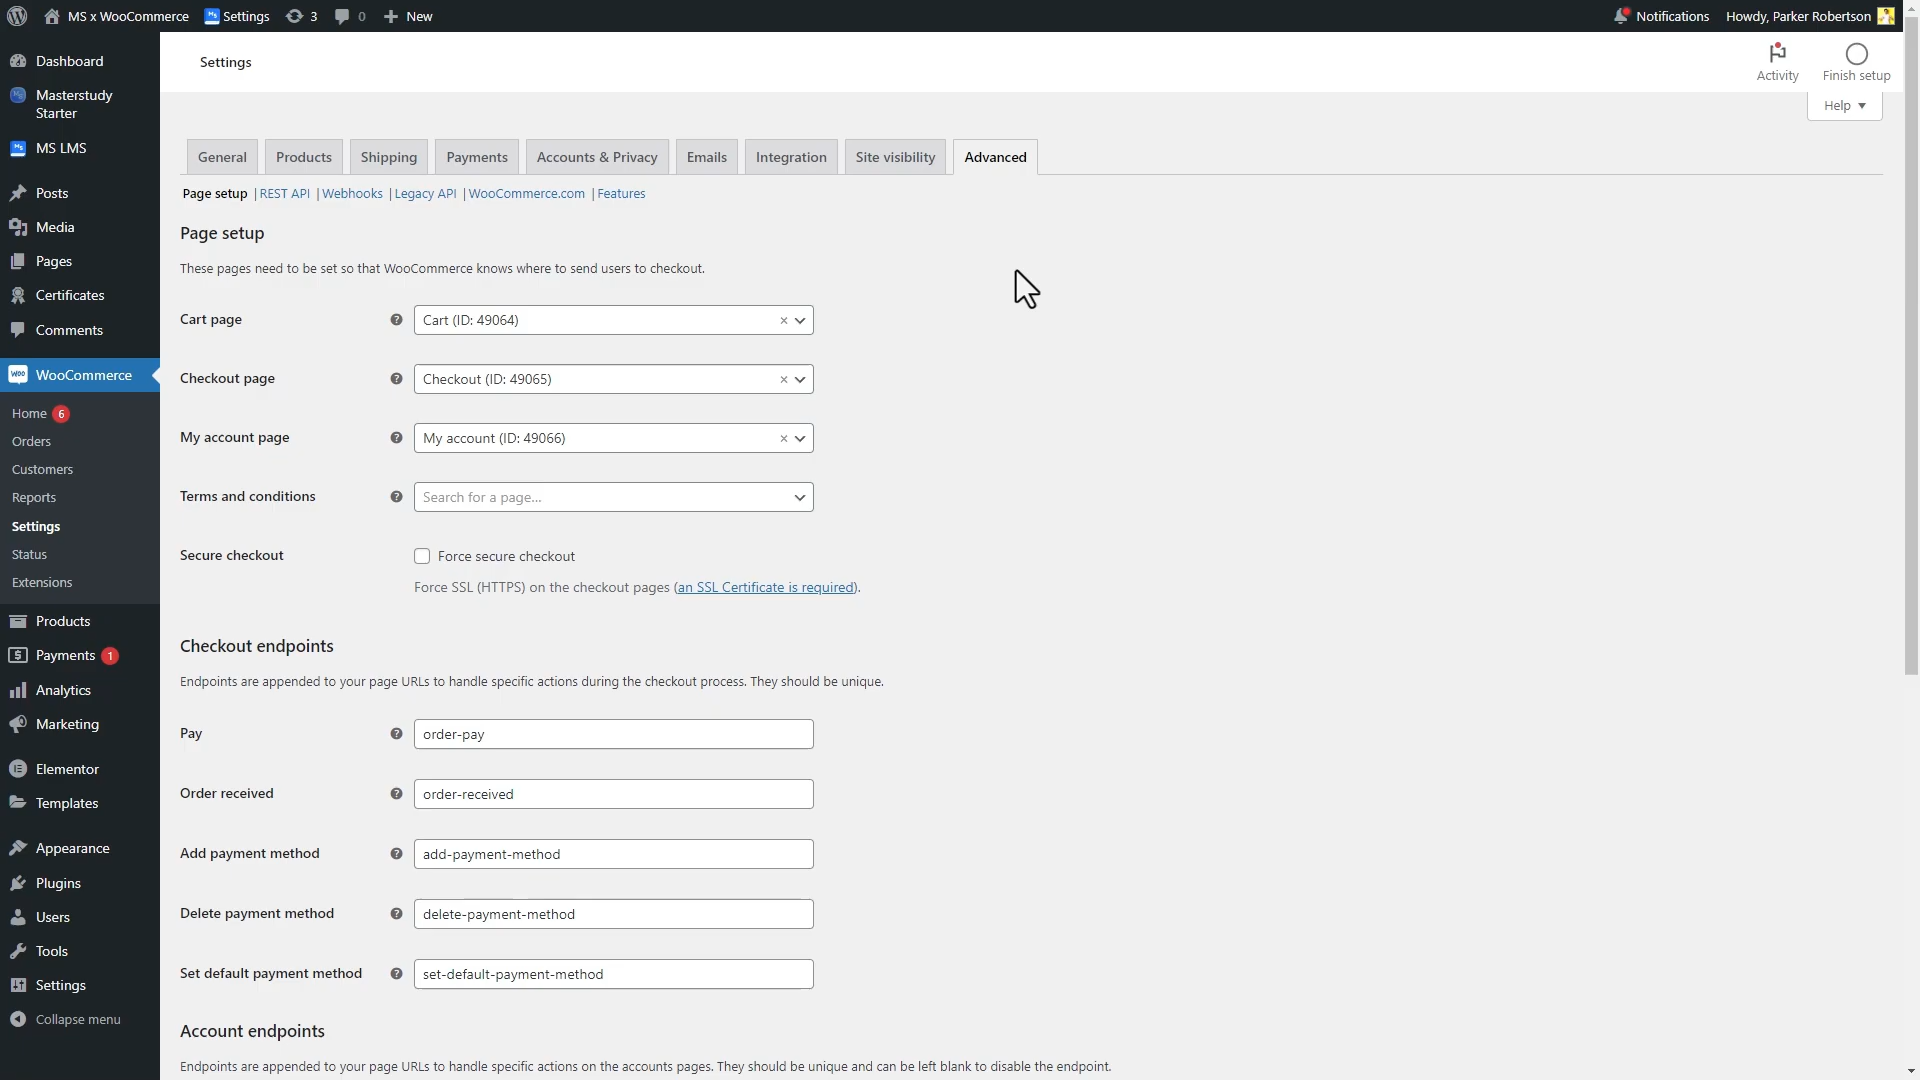 MS x WooCommerce Settings 3 0 New Notifications Howdy, Parker Robertson
Dashboard
Masterstudy
Starter
MS LMS
Posts
Media
Pages
Certificates
Comments
WooCommerce
Home 6
Orders
Customers
Reports
Settings
Status
Extensions
Products
Payments 1
Analytics
Marketing
Elementor
Templates
Appearance
Plugins
Users
Tools
Settings
Collapse menu
Settings
Activity
Finish setup
Help
General Products Shipping Payments Accounts & Privacy Emails Integration Site visibility Advanced
Page setup | REST API | Webhooks | Legacy API | WooCommerce.com | Features
Page setup
These pages need to be set so that WooCommerce knows where to send users to checkout.
Cart page Cart (ID: 49064) ×
Checkout page Checkout (ID: 49065) ×
My account page My account (ID: 49066) ×
Terms and conditions Search for a page...
Secure checkout Force secure checkout
Force SSL (HTTPS) on the checkout pages (an SSL Certificate is required).
Checkout endpoints
Endpoints are appended to your page URLs to handle specific actions during the checkout process. They should be unique.
Pay order-pay
Order received order-received
Add payment method add-payment-method
Delete payment method delete-payment-method
Set default payment method set-default-payment-method
Account endpoints
Endpoints are appended to your page URLs to handle specific actions on the accounts pages. They should be unique and can be left blank to disable the endpoint.